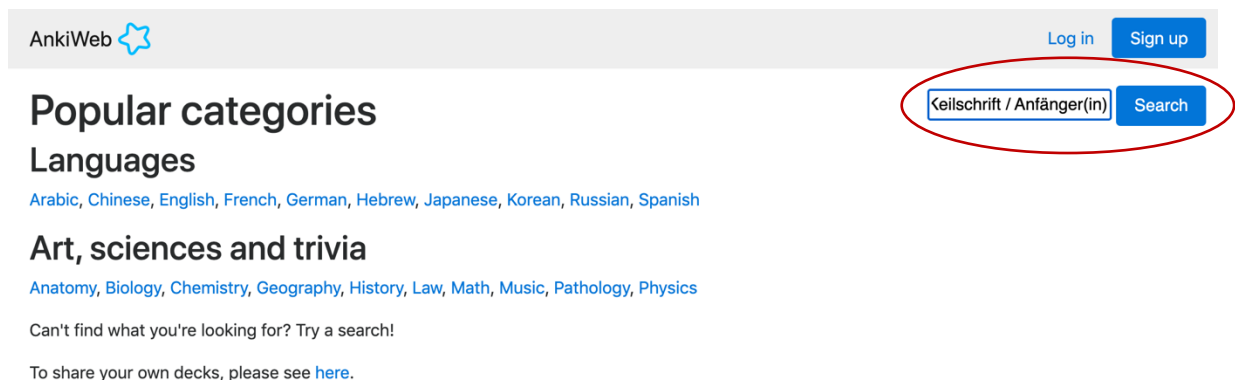 AnkiWeb
Log in Sign up
Popular categories
Keilschrift / Anfänger(in) Search
Languages
Arabic, Chinese, English, French, German, Hebrew, Japanese, Korean, Russian, Spanish
Art, sciences and trivia
Anatomy, Biology, Chemistry, Geography, History, Law, Math, Music, Pathology, Physics
Can't find what you're looking for? Try a search!
To share your own decks, please see here.